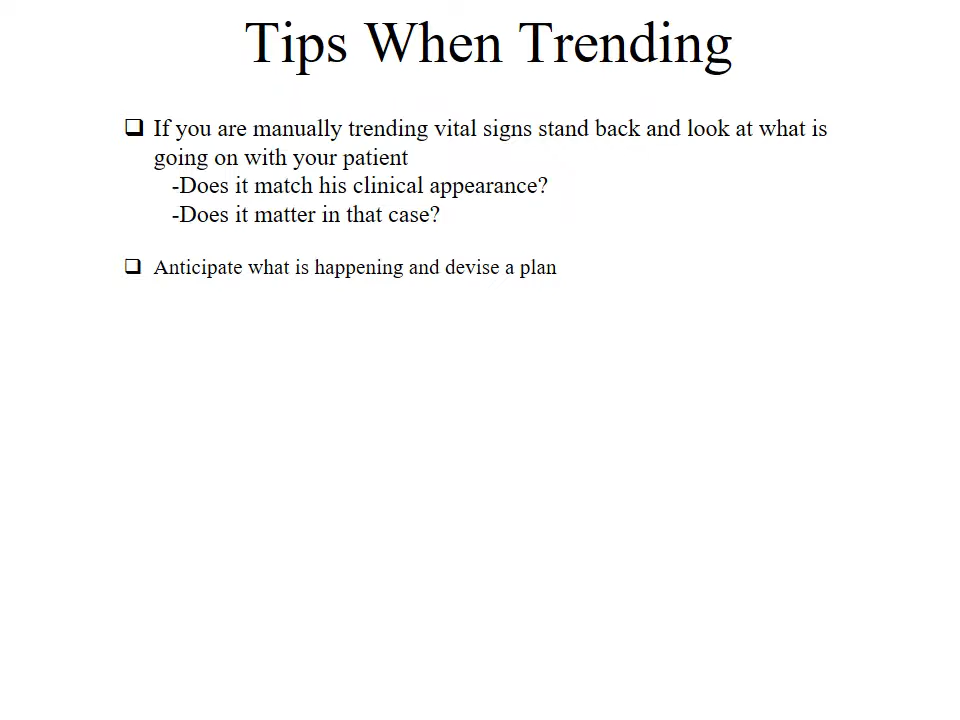 Tips When Trending
❑ If you are manually trending vital signs stand back and look at what is
going on with your patient
-Does it match his clinical appearance?
-Does it matter in that case?
❑ Anticipate what is happening and devise a plan